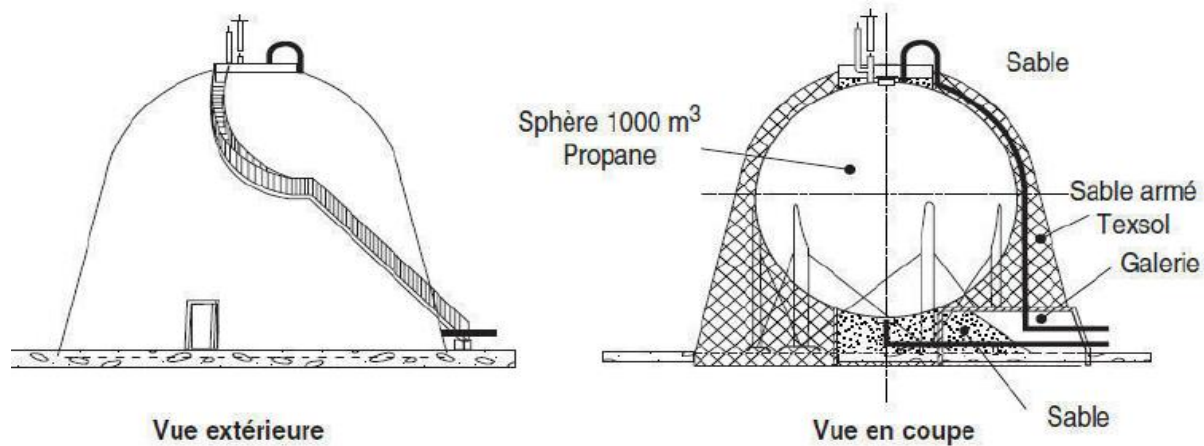 Sable
Sphère 1000 m³
Propane
Sable armé
Texsol
Galerie
Sable
Vue extérieure
Vue en coupe